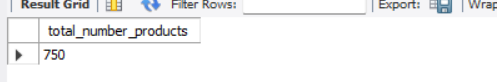 Result Grid Filter Rows: Export: Wrap
total_number_products
750